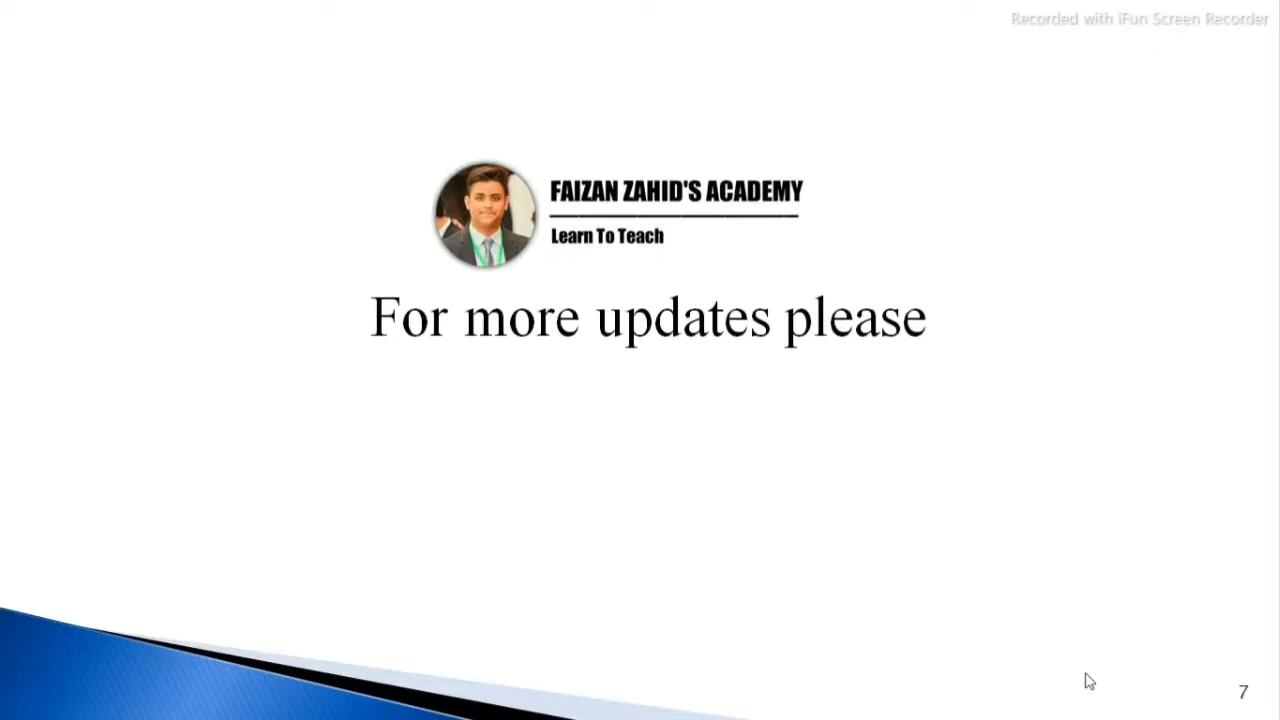 Recorded with iFun Screen Recorder
FAIZAN ZAHID'S ACADEMY
Learn To Teach
For more updates please
7